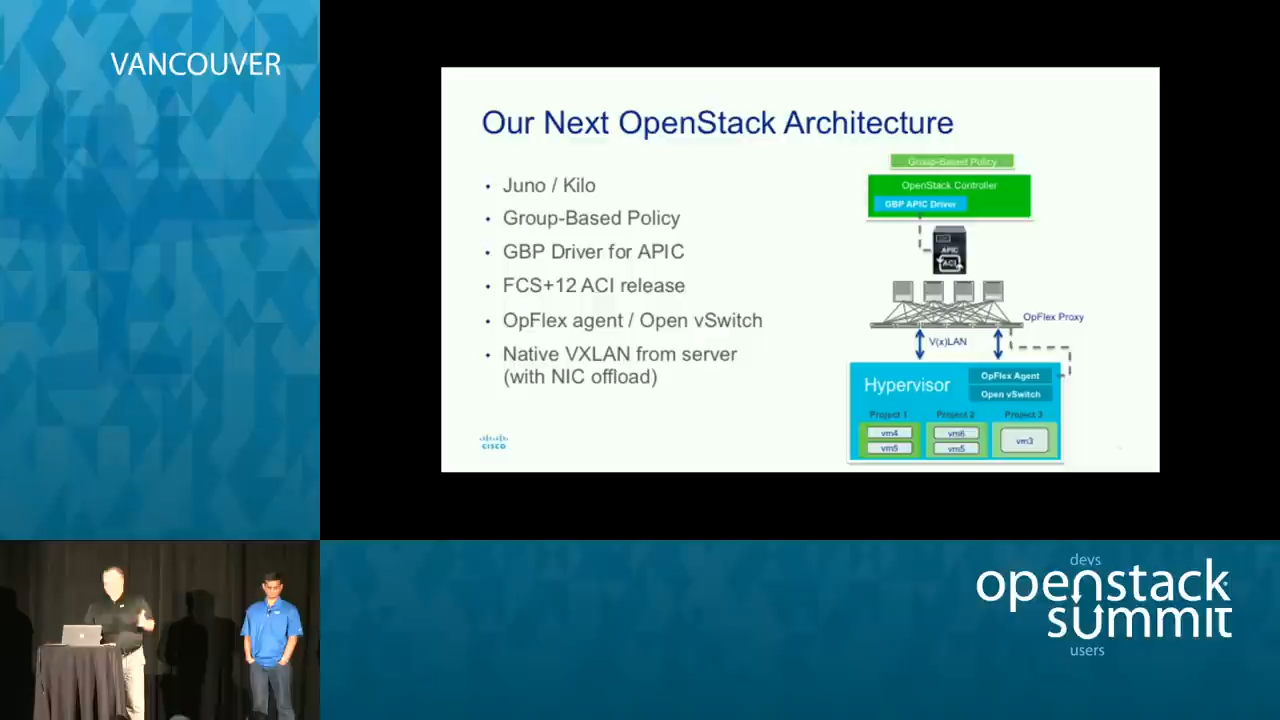 VANCOUVER
Our Next OpenStack Architecture
• Juno / Kilo
• Group-Based Policy
• GBP Driver for APIC
• FCS+12 ACI release
• OpFlex agent / Open vSwitch
• Native VXLAN from server
(with NIC offload)
CISCO
Group-Based Policy
OpenStack Controller
GBP APIC Driver
APIC
ACI
OpFlex Proxy
V(x)LAN
Hypervisor
OpFlex Agent
Open vSwitch
Project 1
Project 2
Project 3
vm4
vm5
vm6
vm5
vm3
devs
openstack
summit
users